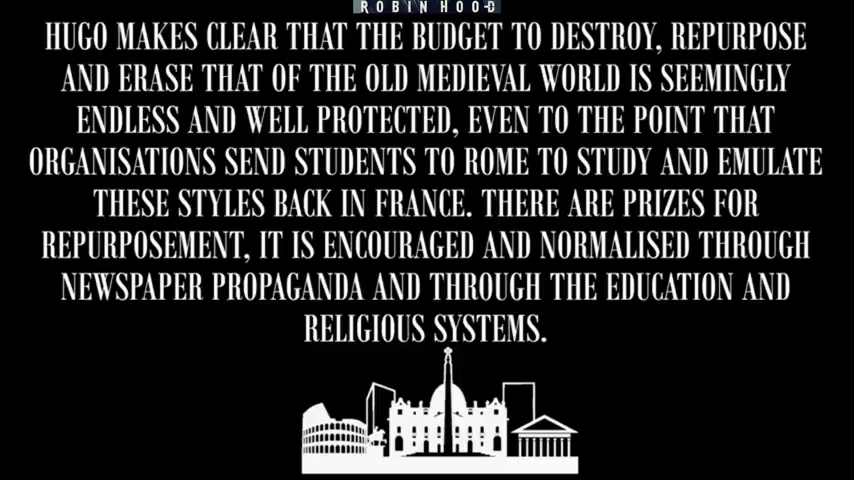 ROBIN HOOD
HUGO MAKES CLEAR THAT THE BUDGET TO DESTROY, REPURPOSE
AND ERASE THAT OF THE OLD MEDIEVAL WORLD IS SEEMINGLY
ENDLESS AND WELL PROTECTED, EVEN TO THE POINT THAT
ORGANISATIONS SEND STUDENTS TO ROME TO STUDY AND EMULATE
THESE STYLES BACK IN FRANCE. THERE ARE PRIZES FOR
REPURPOSEMENT, IT IS ENCOURAGED AND NORMALISED THROUGH
NEWSPAPER PROPAGANDA AND THROUGH THE EDUCATION AND
RELIGIOUS SYSTEMS.